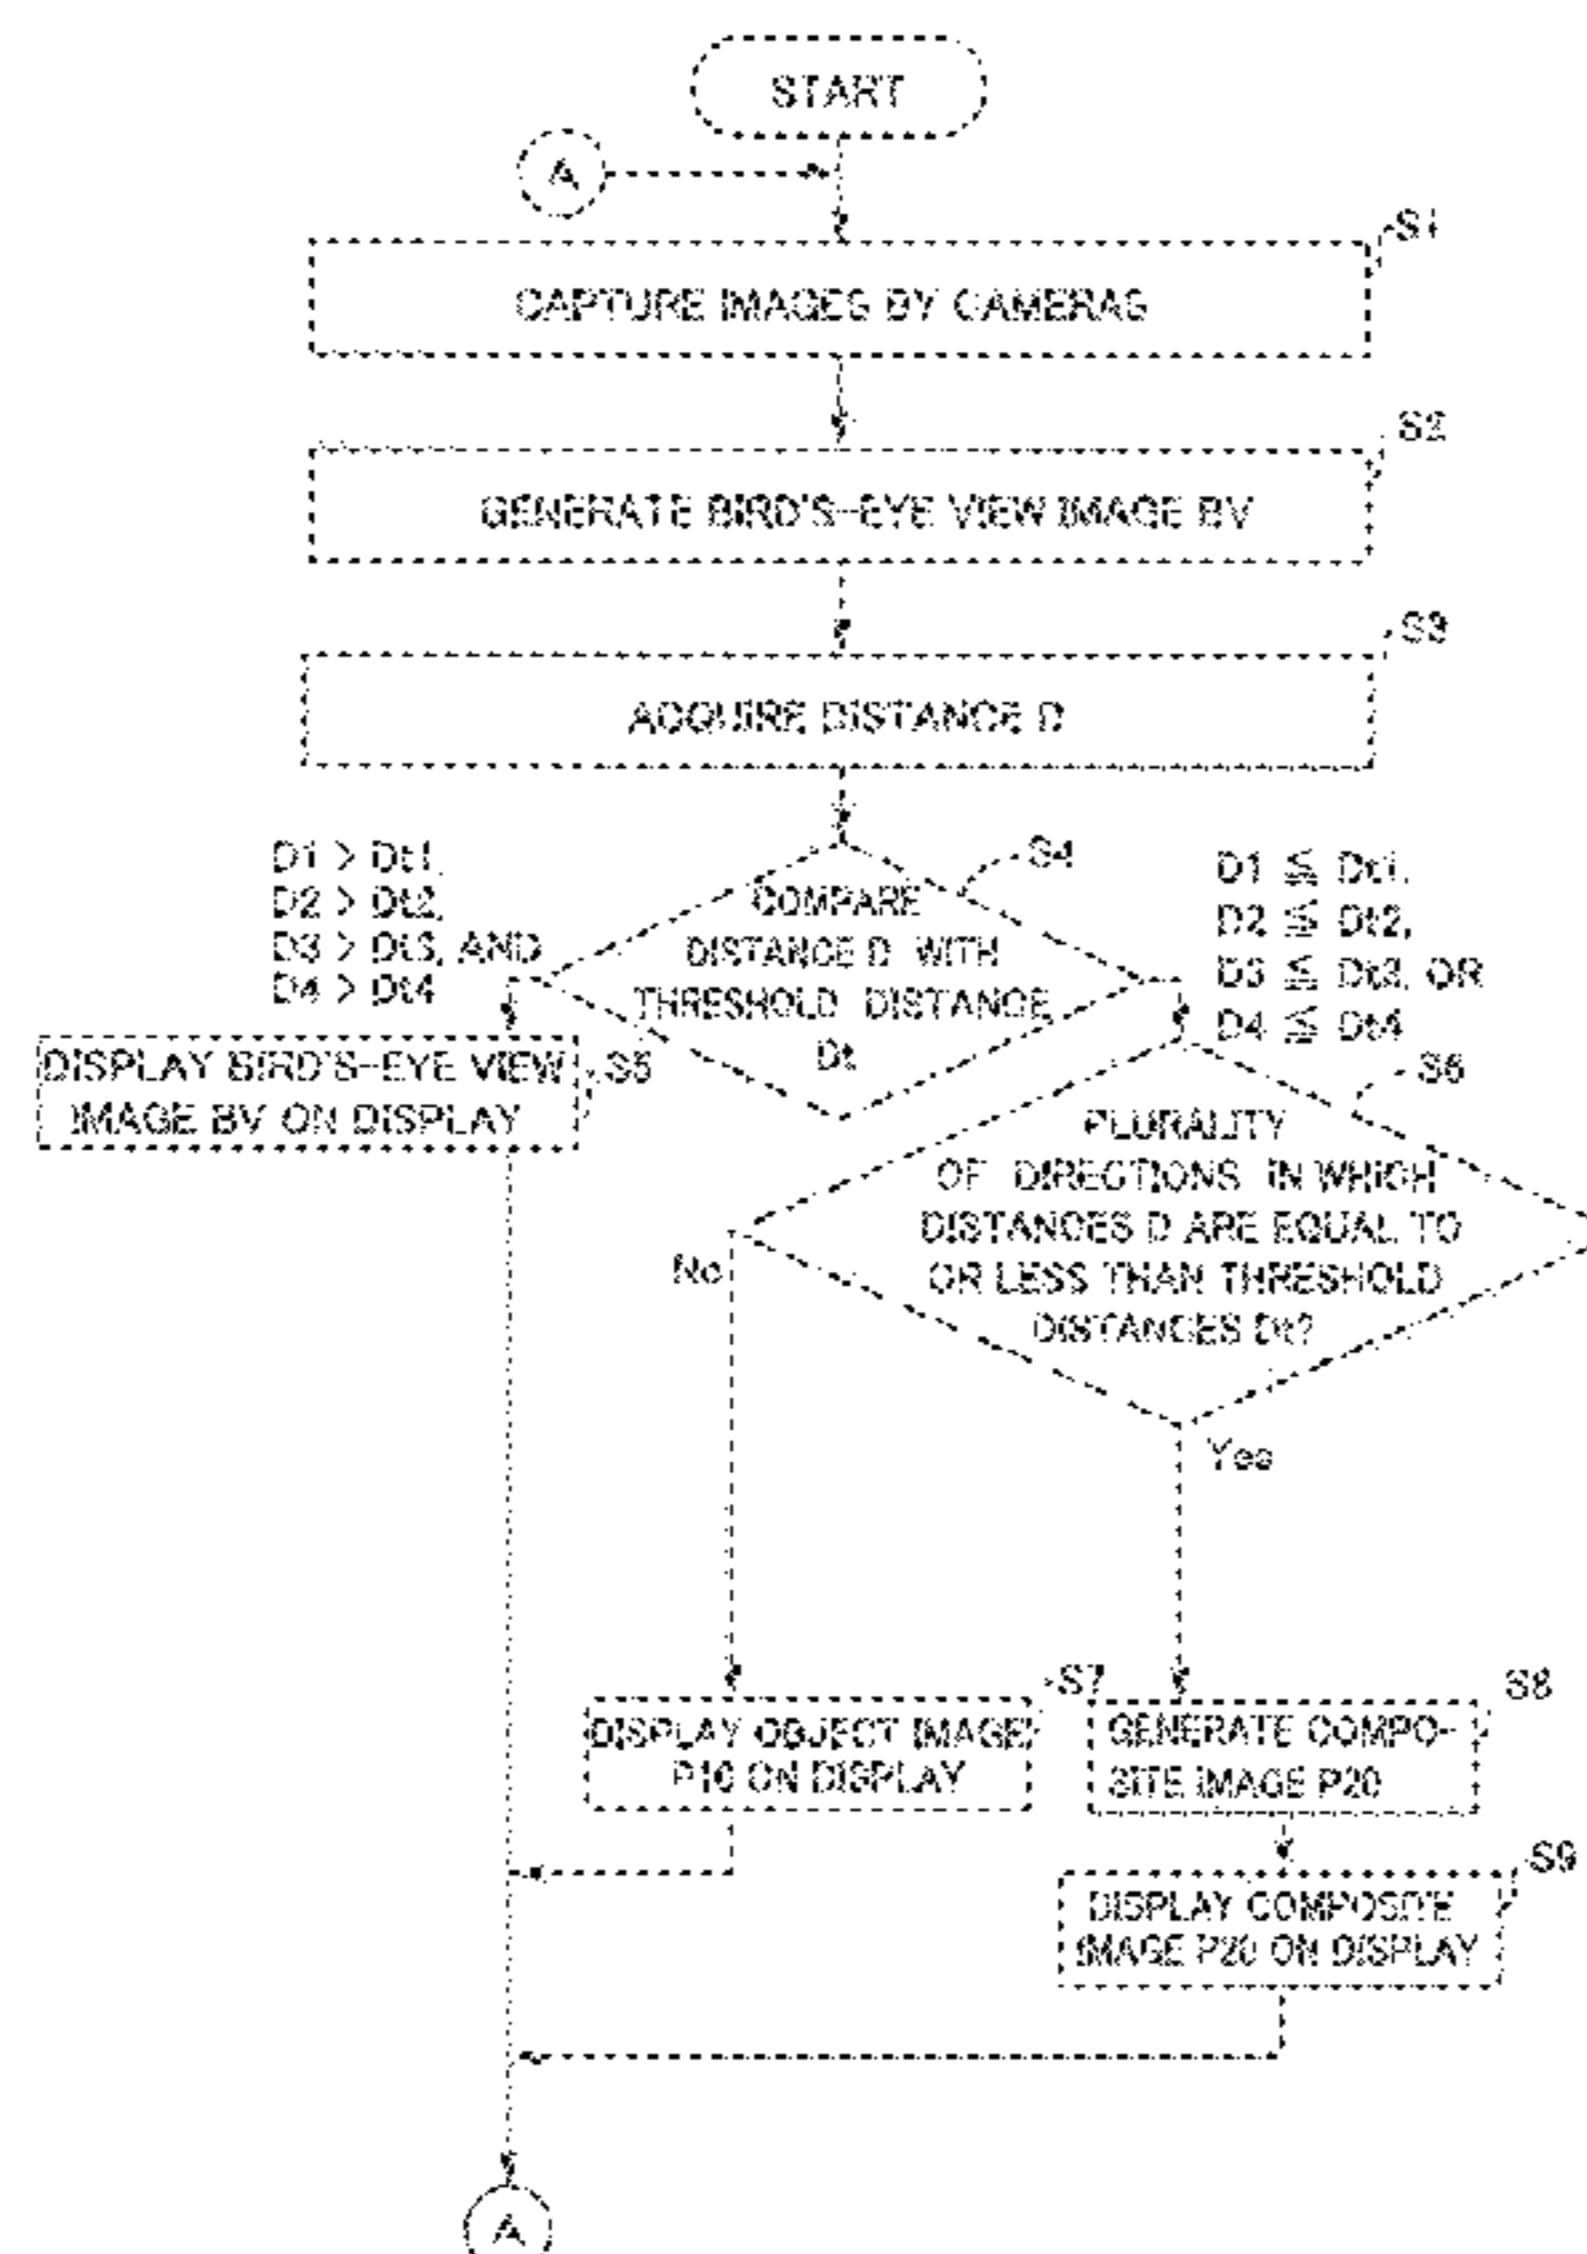 START
A
S1
CAPTURE IMAGES BY CAMERAS
S2
GENERATE BIRD'S-EYE VIEW IMAGE BV
S3
ACQUIRE DISTANCE D
D1 > Dt1,
D2 > Dt2,
D3 > Dt3, AND
D4 > Dt4
S4
COMPARE
DISTANCE D WITH
THRESHOLD DISTANCE
Dt
D1 ≦ Dt1,
D2 ≦ Dt2,
D3 ≦ Dt3, OR
D4 ≦ Dt4
DISPLAY BIRD'S-EYE VIEW
IMAGE BV ON DISPLAY
S5
S6
PLURALITY
OF DIRECTIONS IN WHICH
DISTANCES D ARE EQUAL TO
OR LESS THAN THRESHOLD
DISTANCES Dt?
No
Yes
S7
DISPLAY OBJECT IMAGE
P10 ON DISPLAY
S8
GENERATE COMPO-
SITE IMAGE P20
S9
DISPLAY COMPOSITE
IMAGE P20 ON DISPLAY
A